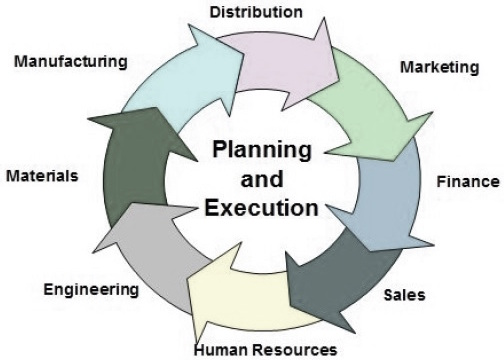 Distribution
Manufacturing
Marketing
Planning
and
Execution
Materials
Finance
Engineering
Sales
Human Resources